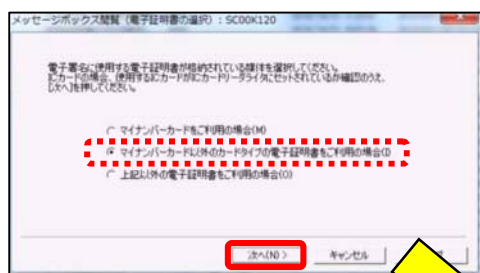 メッセージボックス閲覧（電子証明書の選択）：SC00K120
電子署名に使用する電子証明書が格納されている媒体を選択してください。
ICカードの場合、使用するICカードがICカードリーダライタにセットされているか確認のうえ、
[次へ]を押してください。
マイナンバーカードをご利用の場合(M)
マイナンバーカード以外のカードタイプの電子証明書をご利用の場合(I)
上記以外の電子証明書をご利用の場合(O)
次へ(N) >
キャンセル